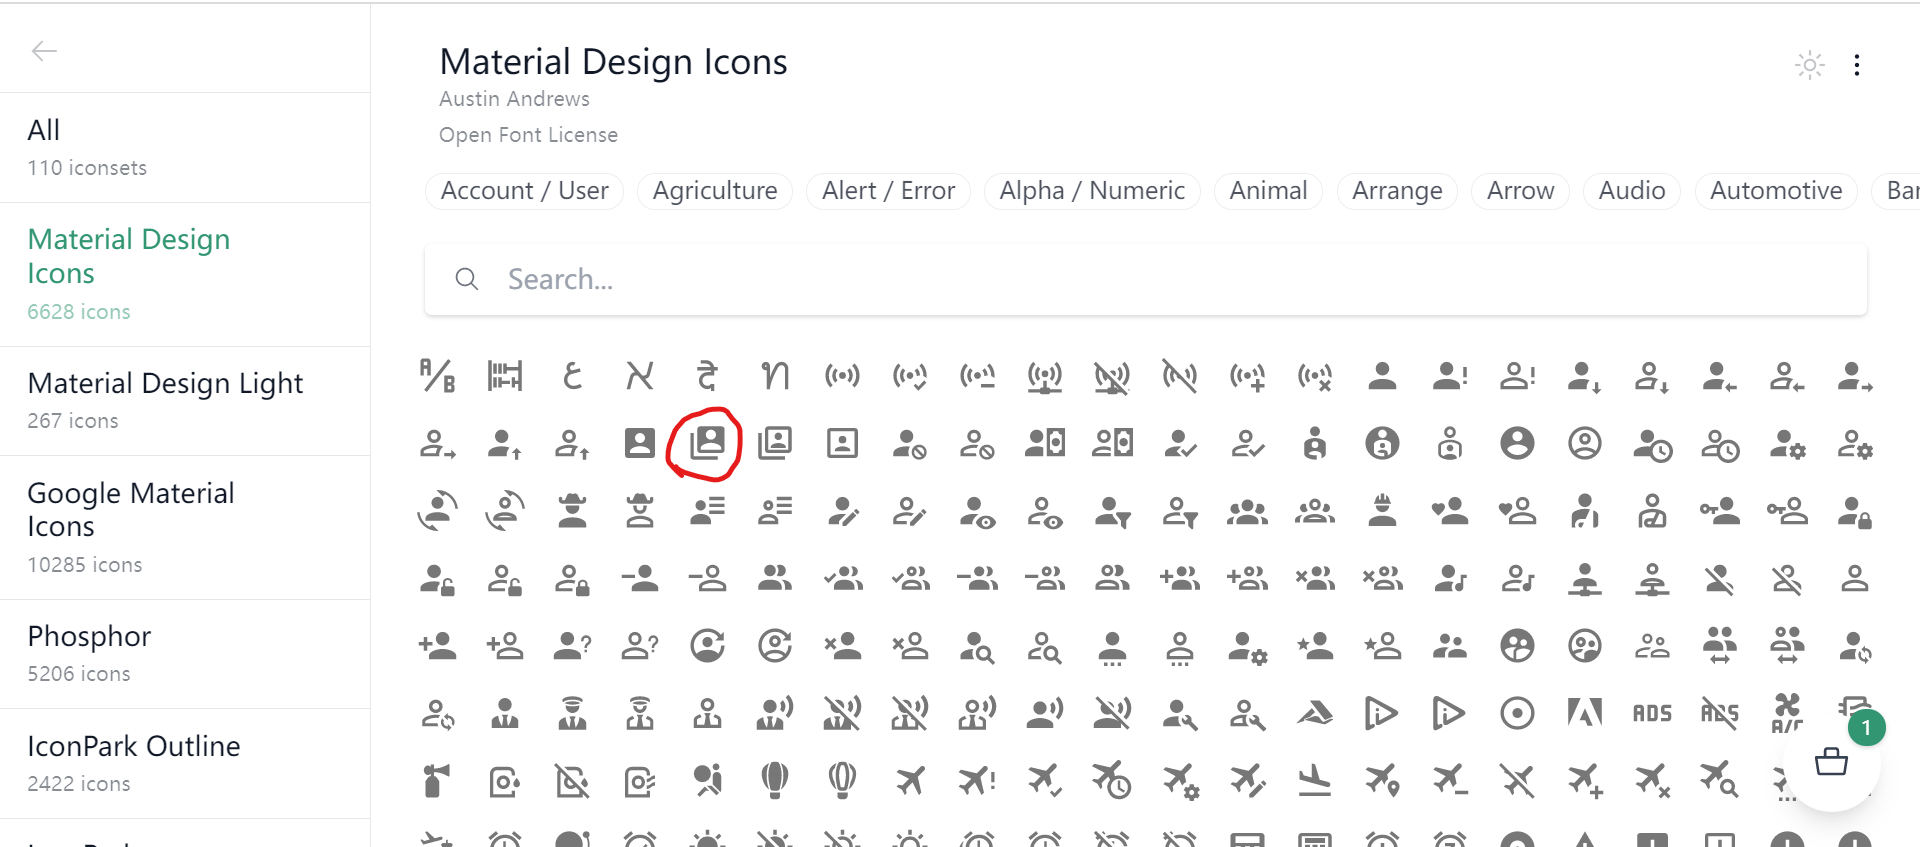 Material Design Icons
Austin Andrews
Open Font License
All
110 iconsets
Material Design
Icons
6628 icons
Material Design Light
267 icons
Google Material
Icons
10285 icons
Phosphor
5206 icons
IconPark Outline
2422 icons
Account / User
Agriculture
Alert / Error
Alpha / Numeric
Animal
Arrange
Arrow
Audio
Automotive
Search...
A/B
ADS
ADS
A/C
1